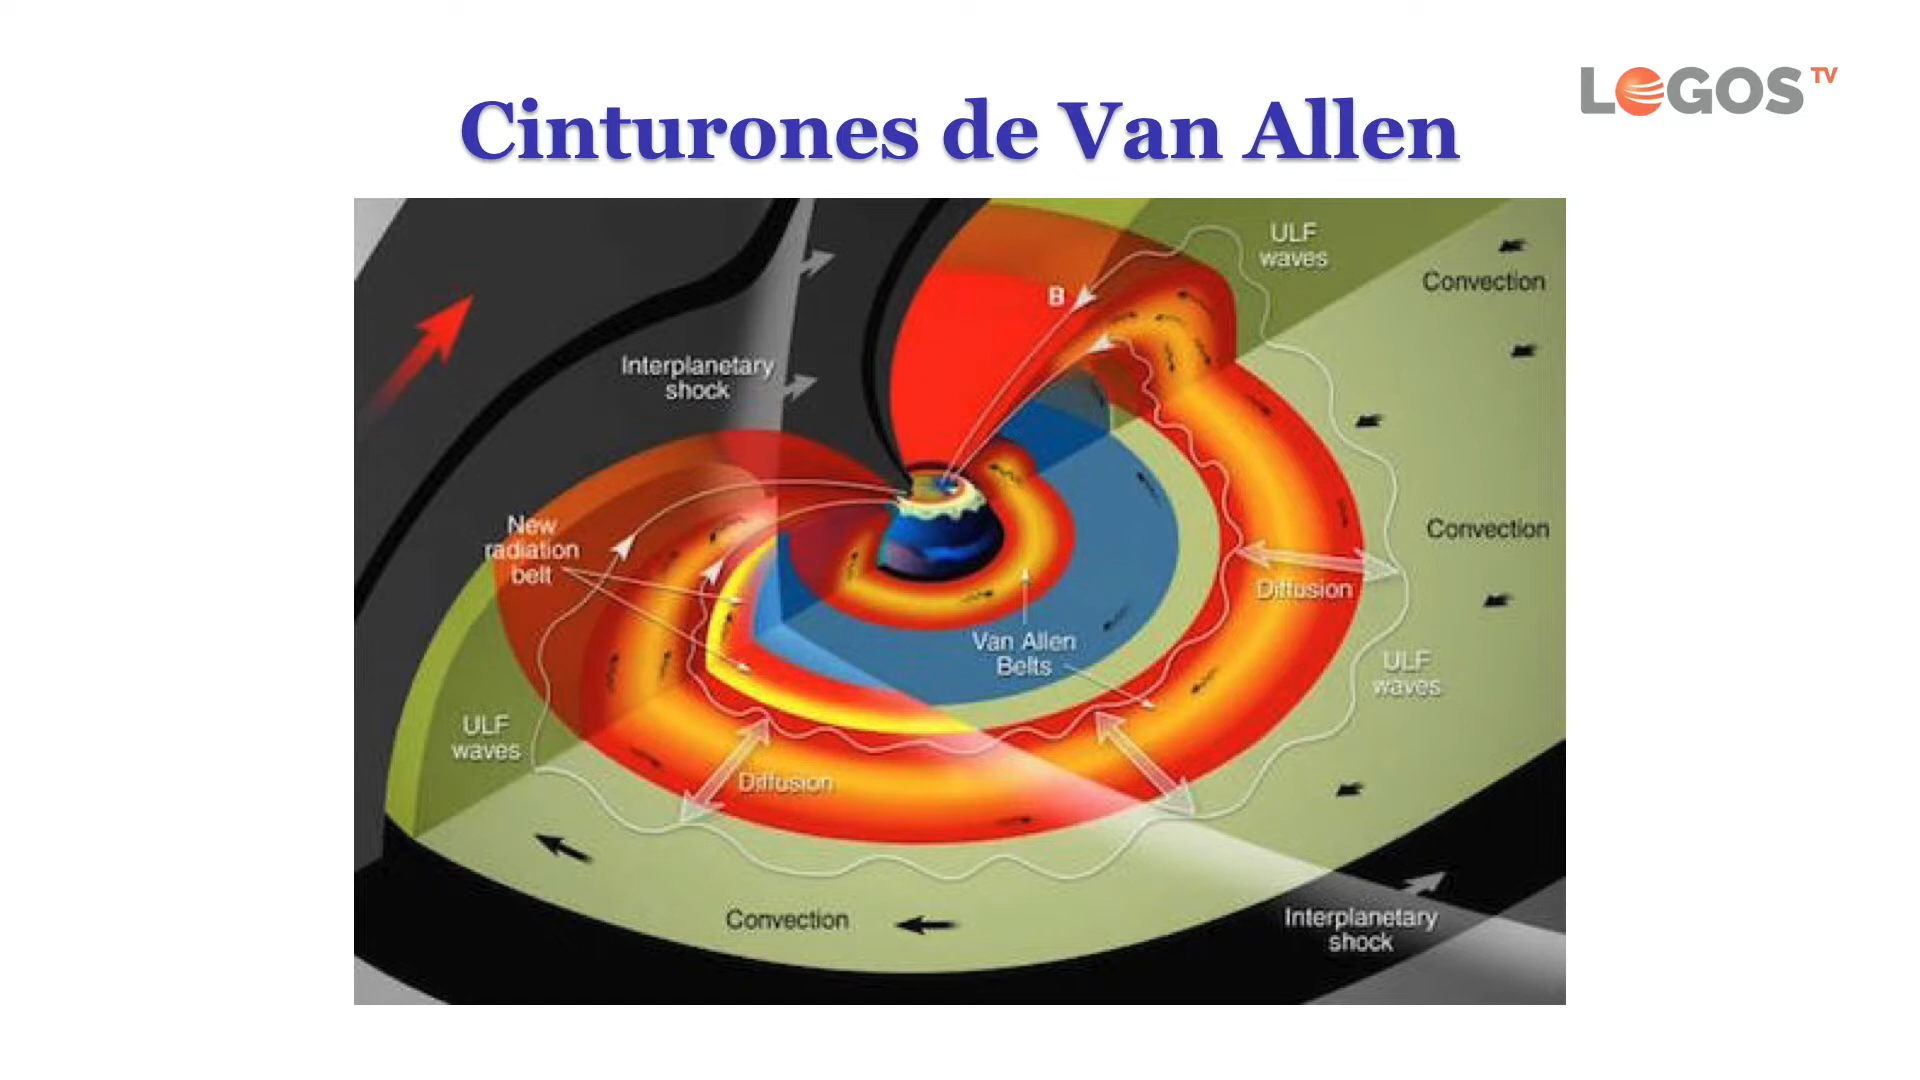 LOGOS TV
Cinturones de Van Allen
ULF
waves
Convection
B
Interplanetary
shock
New
radiation
belt
Convection
Diffusion
Van Allen
Belts
ULF
waves
ULF
waves
Diffusion
Convection
Interplanetary
shock